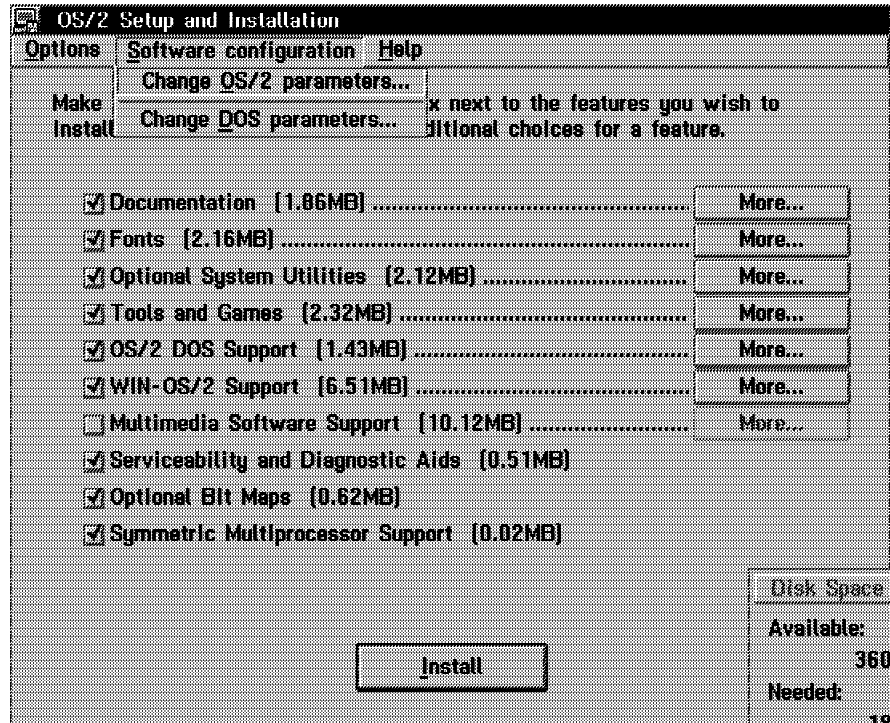 OS/2 Setup and Installation
Options Software configuration Help
Change OS/2 parameters...
Make x next to the features you wish to
Change DOS parameters...
Install ditional choices for a feature.
Documentation (1.86MB) More...
Fonts (2.16MB) More...
Optional System Utilities (2.12MB) More...
Tools and Games (2.32MB) More...
OS/2 DOS Support (1.43MB) More...
WIN-OS/2 Support (6.51MB) More...
Multimedia Software Support (10.12MB) More...
Serviceability and Diagnostic Aids (0.51MB)
Optional Bit Maps (0.62MB)
Symmetric Multiprocessor Support (0.02MB)
Disk Space
Available:
360
Install
Needed: